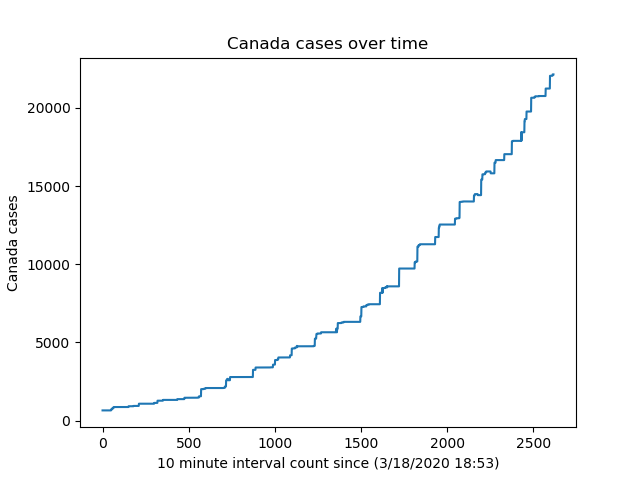 Canada cases over time
20000
15000
10000
5000
0
Canada cases
0 500 1000 1500 2000 2500
10 minute interval count since (3/18/2020 18:53)